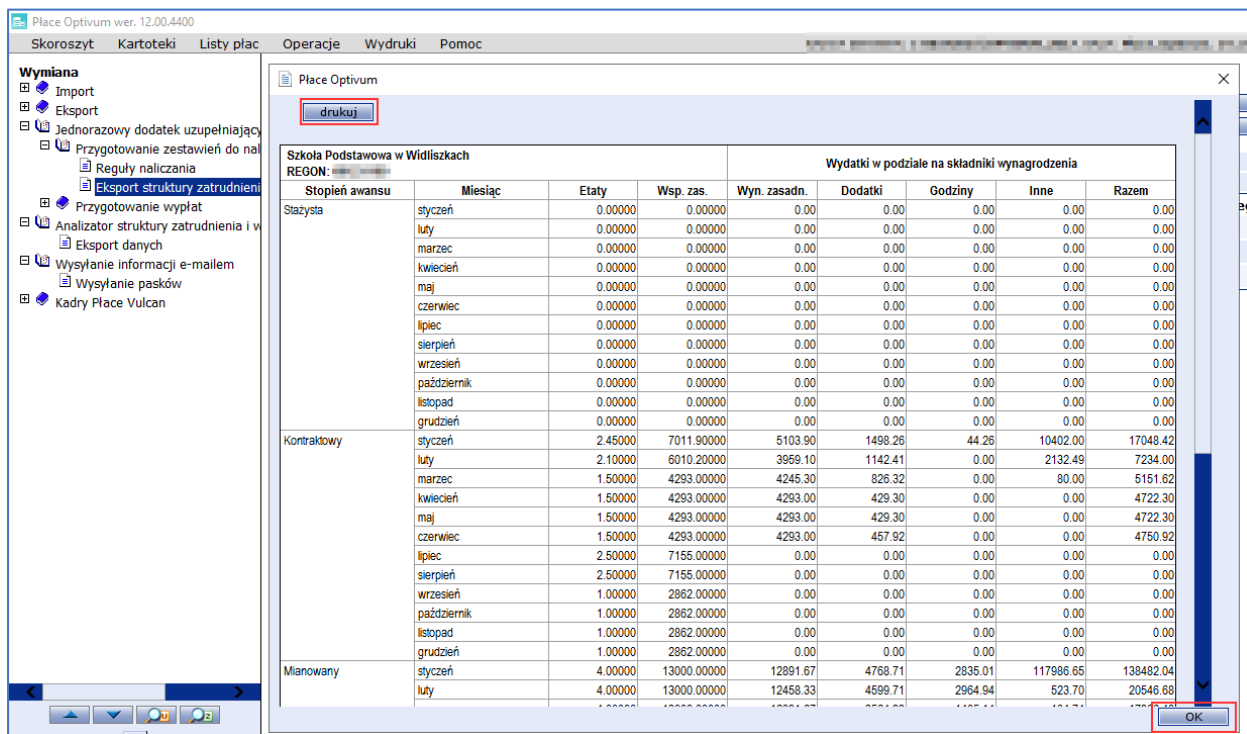 Płace Optivum wer. 12.00.4400
Skoroszyt Kartoteki Listy płac Operacje Wydruki Pomoc
Wymiana
Import
Eksport
Jednorazowy dodatek uzupełniający
Przygotowanie zestawień do nal
Reguły naliczania
Eksport struktury zatrudnieni
Przygotowanie wypłat
Analizator struktury zatrudnienia i w
Eksport danych
Wysyłanie informacji e-mailem
Wysyłanie pasków
Kadry Płace Vulcan
Płace Optivum
drukuj
Szkoła Podstawowa w Widliszkach
REGON:
Wydatki w podziale na składniki wynagrodzenia
Stopień awansu Miesiąc Etaty Wsp. zas. Wyn. zasadn. Dodatki Godziny Inne Razem
Stażysta styczeń 0.00000 0.00000 0.00 0.00 0.00 0.00 0.00
luty 0.00000 0.00000 0.00 0.00 0.00 0.00 0.00
marzec 0.00000 0.00000 0.00 0.00 0.00 0.00 0.00
kwiecień 0.00000 0.00000 0.00 0.00 0.00 0.00 0.00
maj 0.00000 0.00000 0.00 0.00 0.00 0.00 0.00
czerwiec 0.00000 0.00000 0.00 0.00 0.00 0.00 0.00
lipiec 0.00000 0.00000 0.00 0.00 0.00 0.00 0.00
sierpień 0.00000 0.00000 0.00 0.00 0.00 0.00 0.00
wrzesień 0.00000 0.00000 0.00 0.00 0.00 0.00 0.00
październik 0.00000 0.00000 0.00 0.00 0.00 0.00 0.00
listopad 0.00000 0.00000 0.00 0.00 0.00 0.00 0.00
grudzień 0.00000 0.00000 0.00 0.00 0.00 0.00 0.00
Kontraktowy styczeń 2.45000 7011.90000 5103.90 1498.26 44.26 10402.00 17048.42
luty 2.10000 6010.20000 3959.10 1142.41 0.00 2132.49 7234.00
marzec 1.50000 4293.00000 4245.30 826.32 0.00 80.00 5151.62
kwiecień 1.50000 4293.00000 4293.00 429.30 0.00 0.00 4722.30
maj 1.50000 4293.00000 4293.00 429.30 0.00 0.00 4722.30
czerwiec 1.50000 4293.00000 4293.00 457.92 0.00 0.00 4750.92
lipiec 2.50000 7155.00000 0.00 0.00 0.00 0.00 0.00
sierpień 2.50000 7155.00000 0.00 0.00 0.00 0.00 0.00
wrzesień 1.00000 2862.00000 0.00 0.00 0.00 0.00 0.00
październik 1.00000 2862.00000 0.00 0.00 0.00 0.00 0.00
listopad 1.00000 2862.00000 0.00 0.00 0.00 0.00 0.00
grudzień 1.00000 2862.00000 0.00 0.00 0.00 0.00 0.00
Mianowany styczeń 4.00000 13000.00000 12891.67 4768.71 2835.01 117986.65 138482.04
luty 4.00000 13000.00000 12458.33 4599.71 2964.94 523.70 20546.68
OK